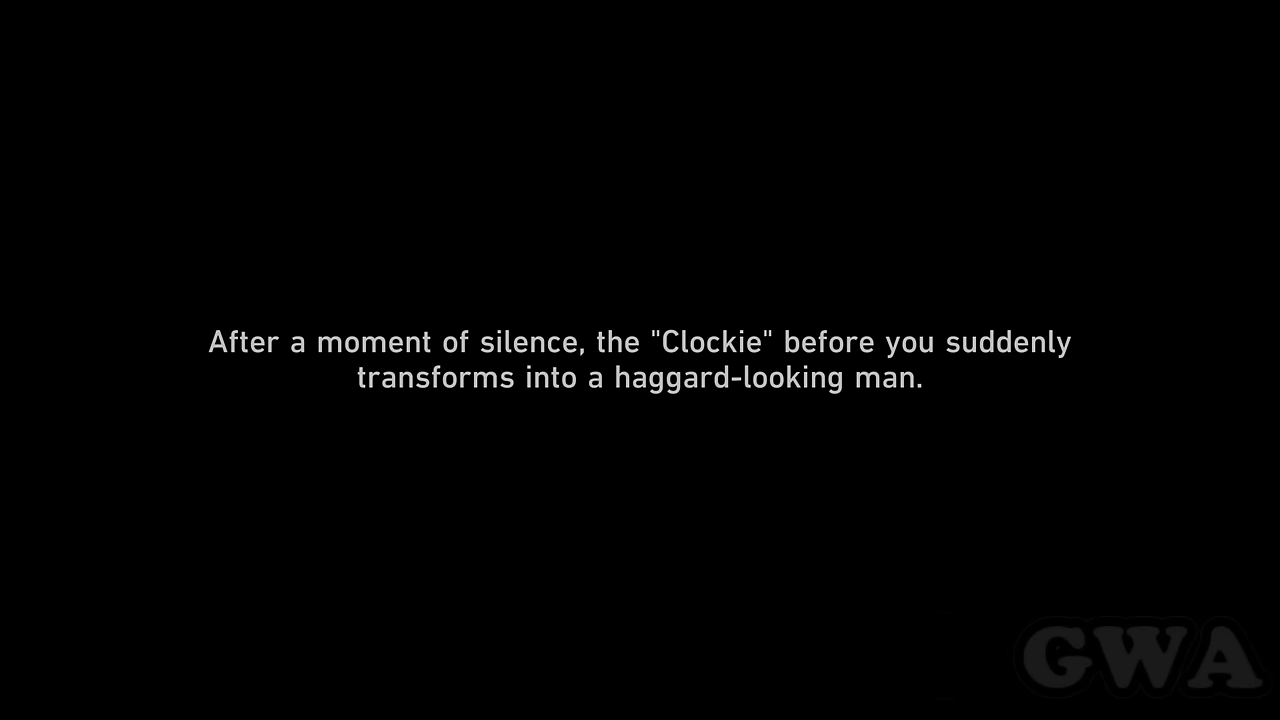 After a moment of silence, the "Clockie" before you suddenly
transforms into a haggard-looking man.
GWA